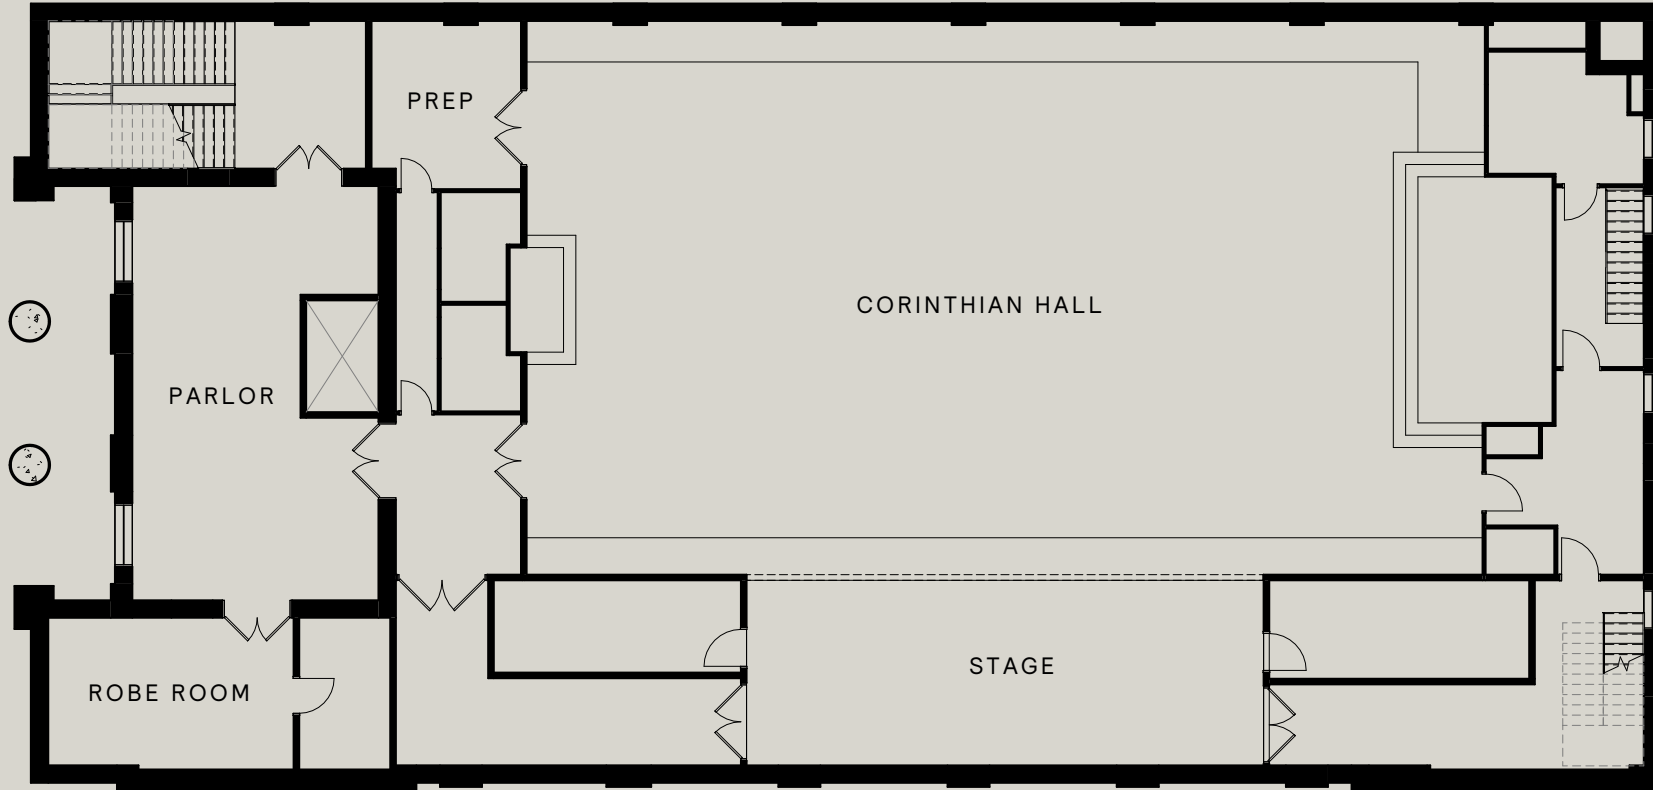 PREP
CORINTHIAN HALL
PARLOR
STAGE
ROBE ROOM